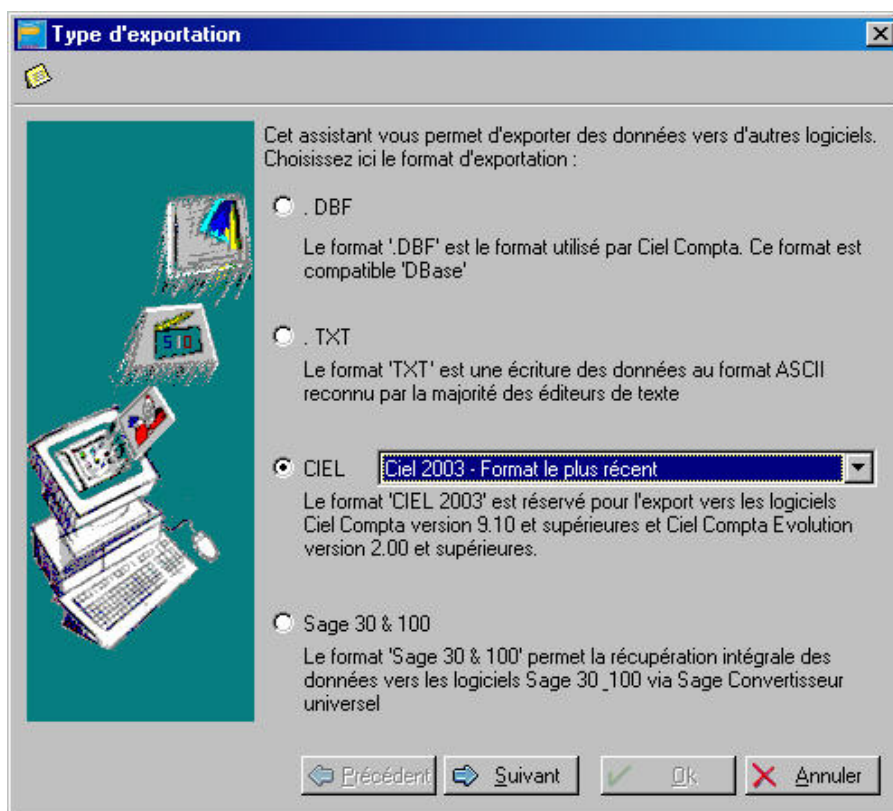 Type d'exportation
Cet assistant vous permet d'exporter des données vers d'autres logiciels.
Choisissez ici le format d'exportation :
. DBF
Le format '.DBF' est le format utilisé par Ciel Compta. Ce format est
compatible 'DBase'
. TXT
Le format 'TXT' est une écriture des données au format ASCII
reconnu par la majorité des éditeurs de texte
CIEL Ciel 2003 - Format le plus récent
Le format 'CIEL 2003' est réservé pour l'export vers les logiciels
Ciel Compta version 9.10 et supérieures et Ciel Compta Evolution
version 2.00 et supérieures.
Sage 30 & 100
Le format 'Sage 30 & 100' permet la récupération intégrale des
données vers les logiciels Sage 30_100 via Sage Convertisseur
universel
Précédent Suivant Ok Annuler